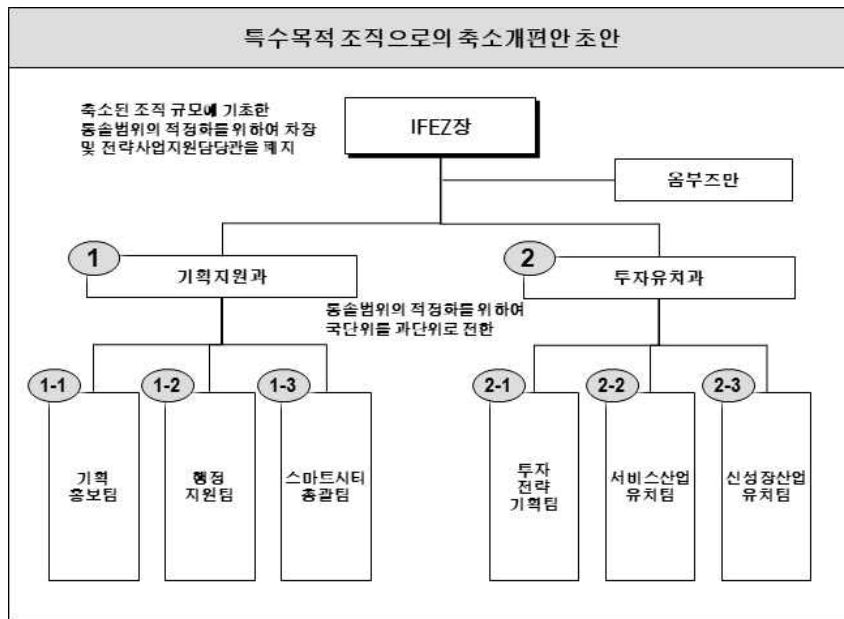 특수목적 조직으로의 축소개편안 초안
축소된 조직 규모에 기초한
통솔범위의 적정화를위하여 차장
및 전략사업지원담당관을 폐지
IFEZ장
옴부즈만
1
기획지원과
2
투자유치과
통솔범위의 적정화를위하여
국단위를 과단위로 전환
1-1
기획
홍보팀
1-2
행정
지원팀
1-3
스마트시티
총괄팀
2-1
투자
전략
기획팀
2-2
서비스산업
유치팀
2-3
신성장산업
유치팀